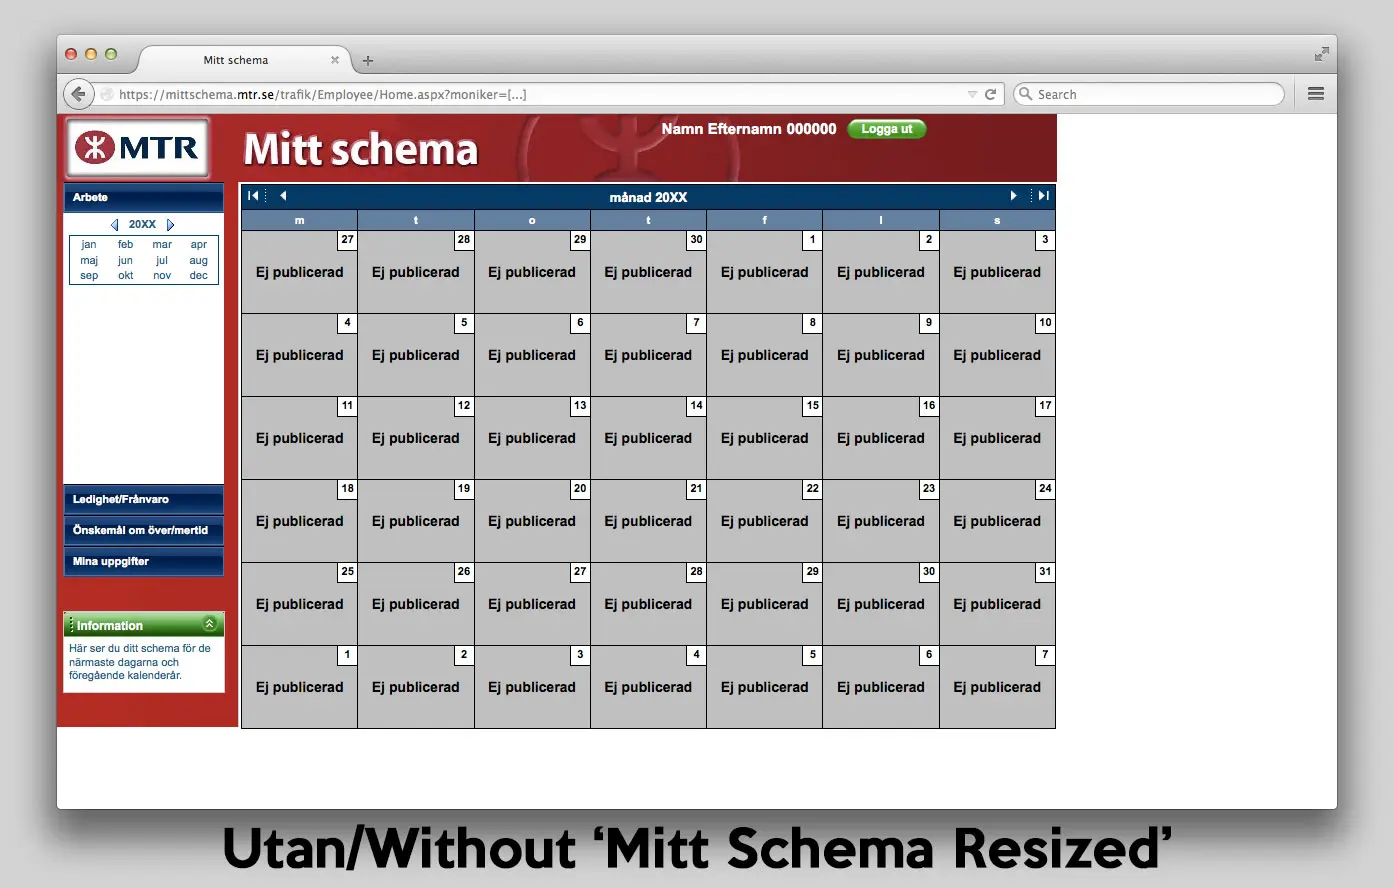 Mitt schema
https://mittschema.mtr.se/trafik/Employee/Home.aspx?moniker=[...]
Search
MTR
Mitt schema
Namn Efternamn 000000
Logga ut
Arbete
20XX
jan feb mar apr
maj jun jul aug
sep okt nov dec
Ledighet/Frånvaro
Önskemål om över/mertid
Mina uppgifter
Information
Här ser du ditt schema för de
närmaste dagarna och
föregående kalenderår.
månad 20XX
m t o t f l s
27 28 29 30 1 2 3
Ej publicerad Ej publicerad Ej publicerad Ej publicerad Ej publicerad Ej publicerad Ej publicerad
4 5 6 7 8 9 10
Ej publicerad Ej publicerad Ej publicerad Ej publicerad Ej publicerad Ej publicerad Ej publicerad
11 12 13 14 15 16 17
Ej publicerad Ej publicerad Ej publicerad Ej publicerad Ej publicerad Ej publicerad Ej publicerad
18 19 20 21 22 23 24
Ej publicerad Ej publicerad Ej publicerad Ej publicerad Ej publicerad Ej publicerad Ej publicerad
25 26 27 28 29 30 31
Ej publicerad Ej publicerad Ej publicerad Ej publicerad Ej publicerad Ej publicerad Ej publicerad
1 2 3 4 5 6 7
Ej publicerad Ej publicerad Ej publicerad Ej publicerad Ej publicerad Ej publicerad Ej publicerad
Utan/Without ‘Mitt Schema Resized’